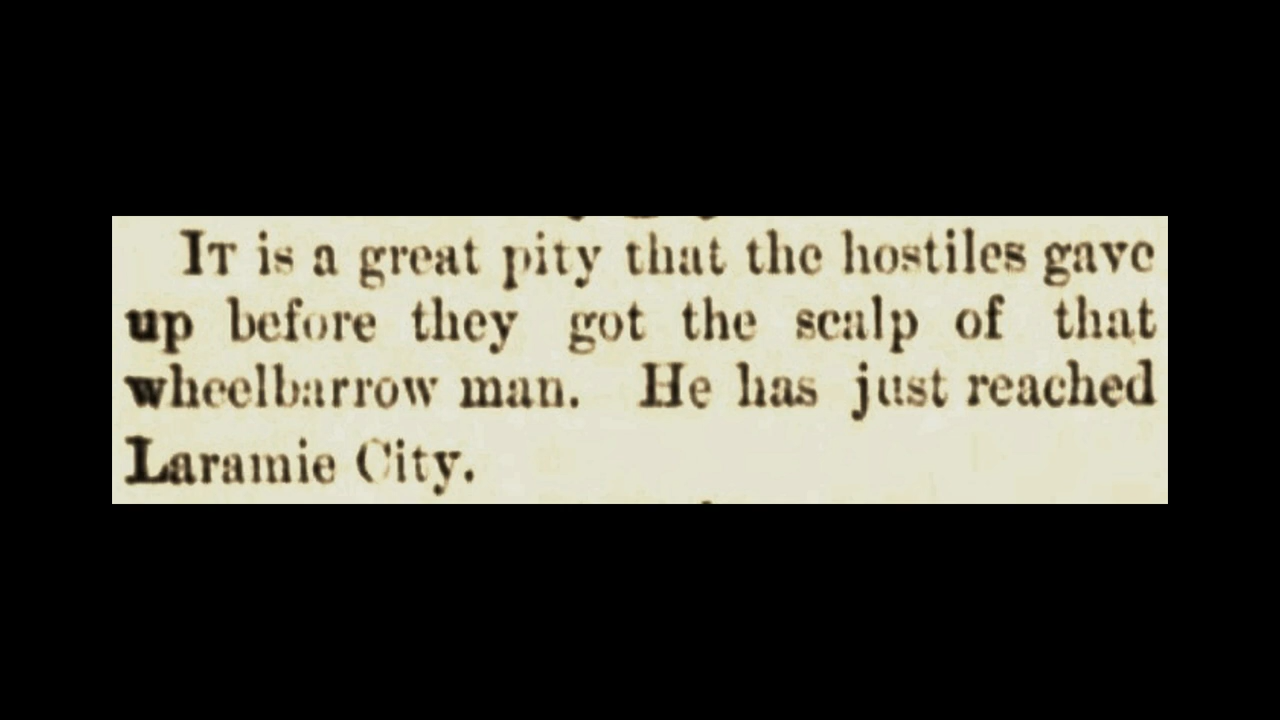 IT is a great pity that the hostiles gave
up before they got the scalp of that
wheelbarrow man. He has just reached
Laramie City.